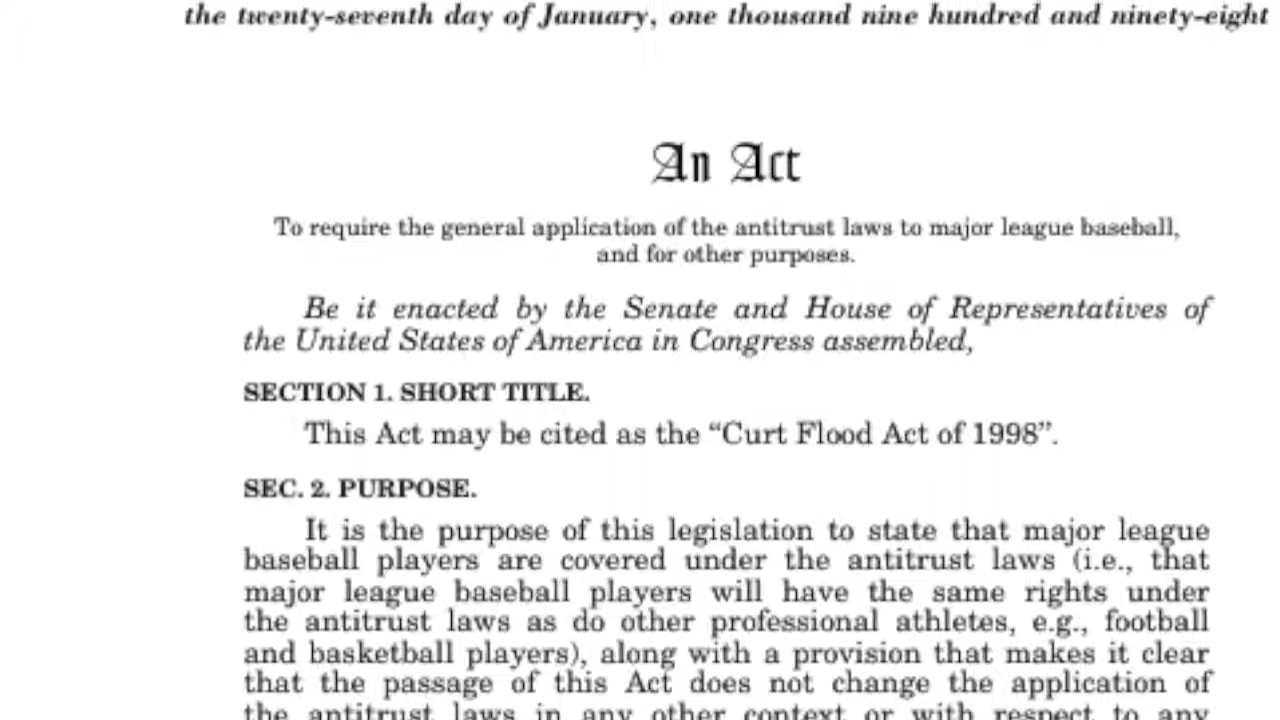 the twenty-seventh day of January, one thousand nine hundred and ninety-eight
An Act
To require the general application of the antitrust laws to major league baseball,
and for other purposes.
Be it enacted by the Senate and House of Representatives of
the United States of America in Congress assembled,
SECTION 1. SHORT TITLE.
This Act may be cited as the “Curt Flood Act of 1998”.
SEC. 2. PURPOSE.
It is the purpose of this legislation to state that major league
baseball players are covered under the antitrust laws (i.e., that
major league baseball players will have the same rights under
the antitrust laws as do other professional athletes, e.g., football
and basketball players), along with a provision that makes it clear
that the passage of this Act does not change the application of
the antitrust laws in any other context or with respect to any